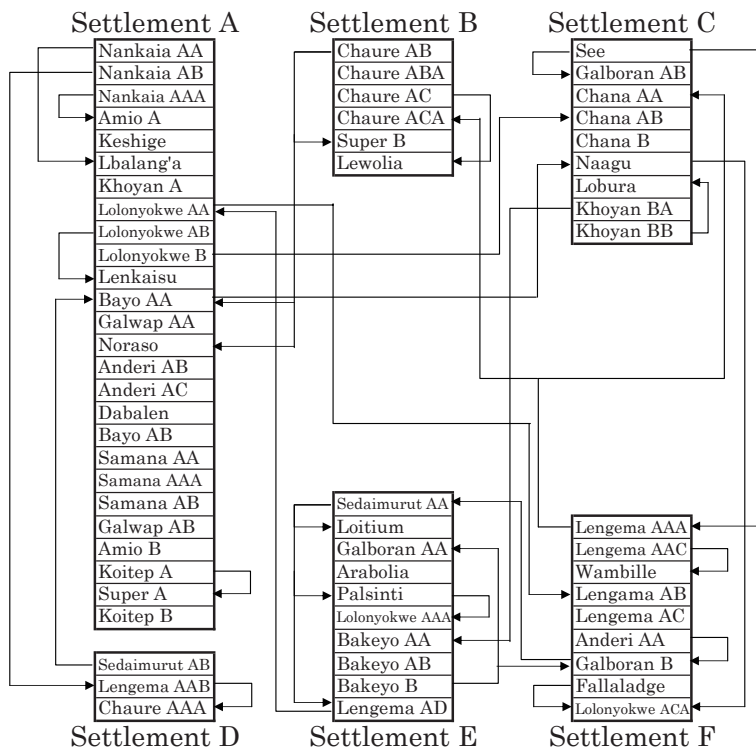 Settlement A
Nankaia AA
Nankaia AB
Nankaia AAA
Amio A
Keshige
Lbalang'a
Khoyan A
Lolonyokwe AA
Lolonyokwe AB
Lolonyokwe B
Lenkaisu
Bayo AA
Galwap AA
Noraso
Anderi AB
Anderi AC
Dabalen
Bayo AB
Samana AA
Samana AAA
Samana AB
Galwap AB
Amio B
Koitep A
Super A
Koitep B
Settlement B
Chaure AB
Chaure ABA
Chaure AC
Chaure ACA
Super B
Lewolia
Settlement C
See
Galboran AB
Chana AA
Chana AB
Chana B
Naagu
Lobura
Khoyan BA
Khoyan BB
Sedaimurut AB
Lengema AAB
Chaure AAA
Settlement D
Sedaimurut AA
Loitium
Galboran AA
Arabolia
Palsinti
Lolonyokwe AAA
Bakeyo AA
Bakeyo AB
Bakeyo B
Lengema AD
Settlement E
Lengema AAA
Lengema AAC
Wambille
Lengama AB
Lengema AC
Anderi AA
Galboran B
Fallaladge
Lolonyokwe ACA
Settlement F